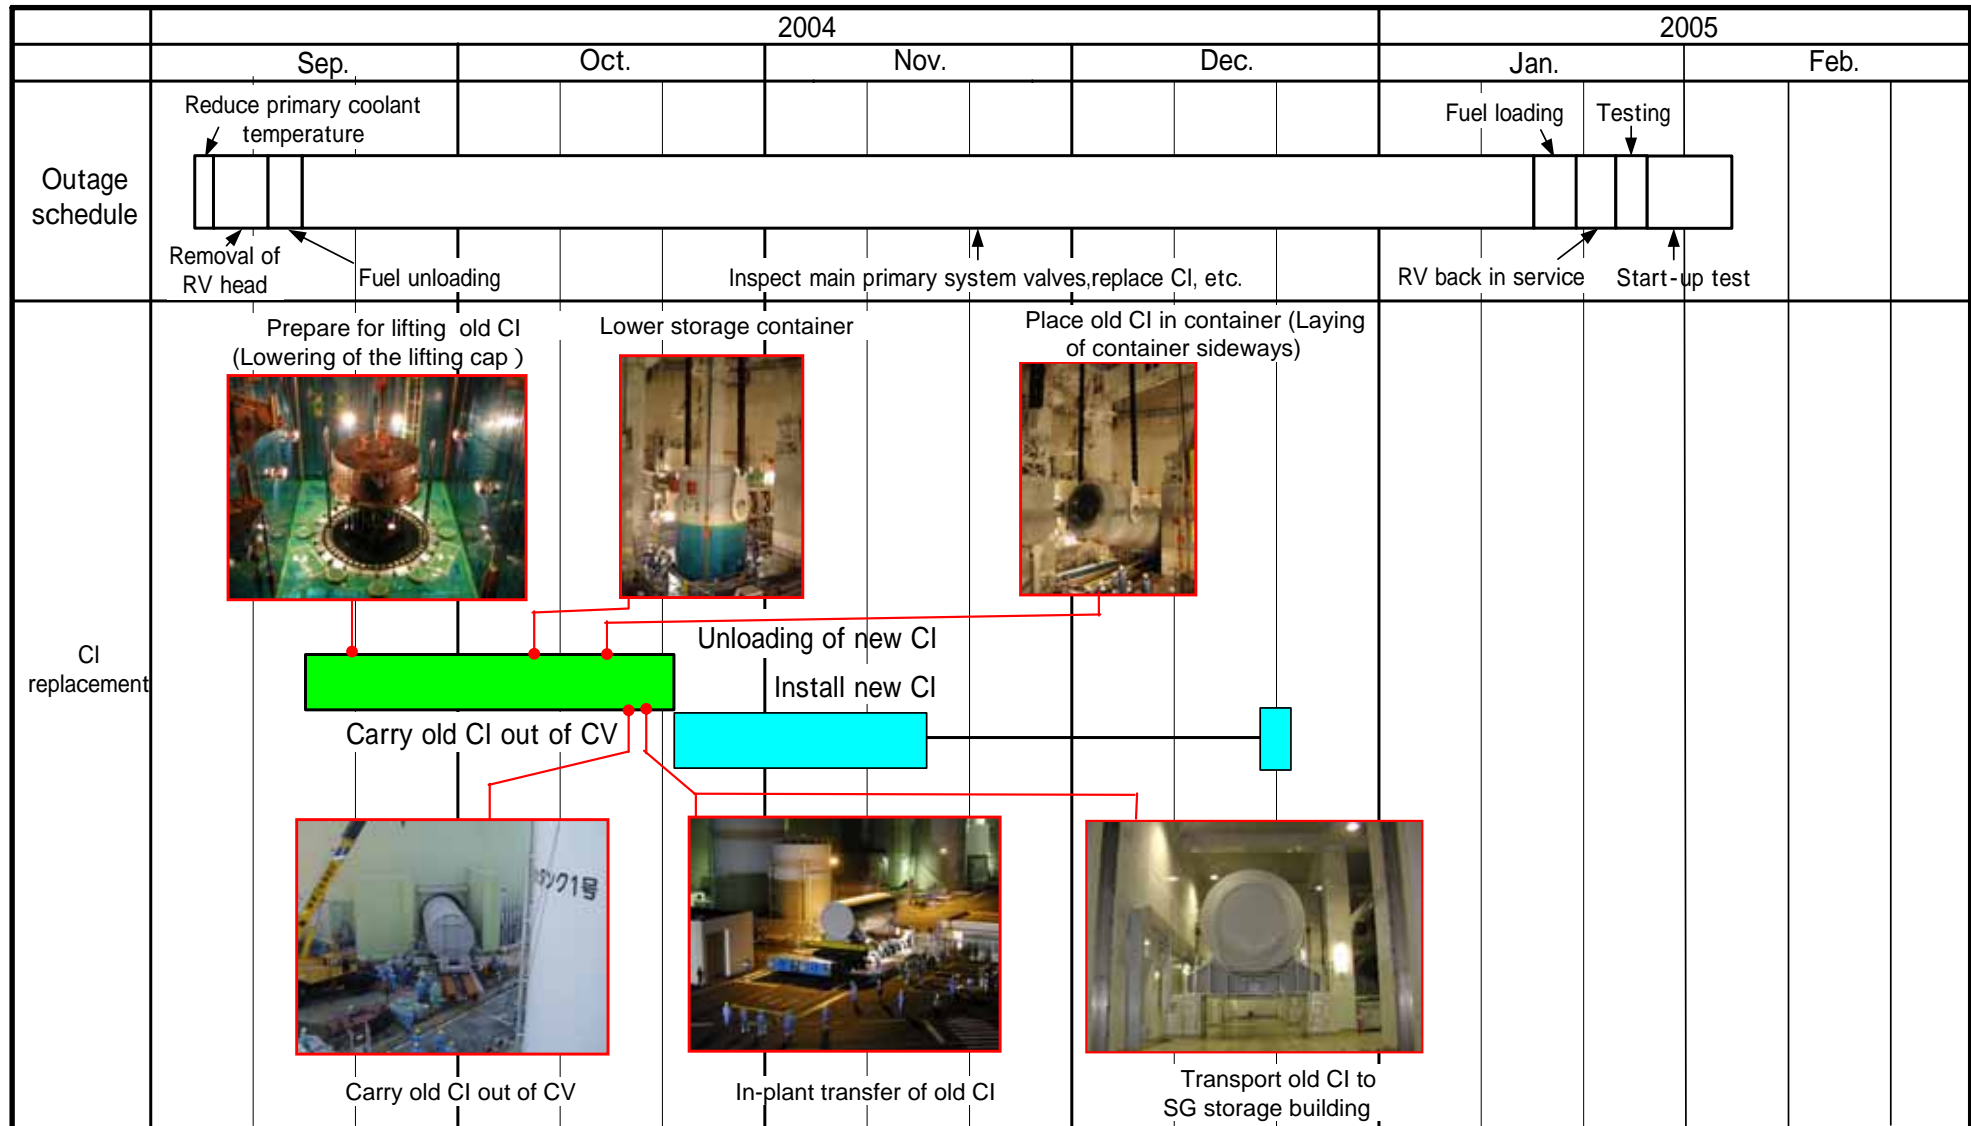 2004
2005
Sep.
Oct.
Nov.
Dec.
Jan.
Feb.
Outage
schedule
Reduce primary coolant
temperature
Fuel loading
Testing
Removal of
RV head
Fuel unloading
Inspect main primary system valves,replace CI, etc.
RV back in service
Start-up test
CI
replacement
Prepare for lifting old CI
(Lowering of the lifting cap )
Lower storage container
Place old CI in container (Laying
of container sideways)
Unloading of new CI
Install new CI
Carry old CI out of CV
タンク1号
Carry old CI out of CV
In-plant transfer of old CI
Transport old CI to
SG storage building